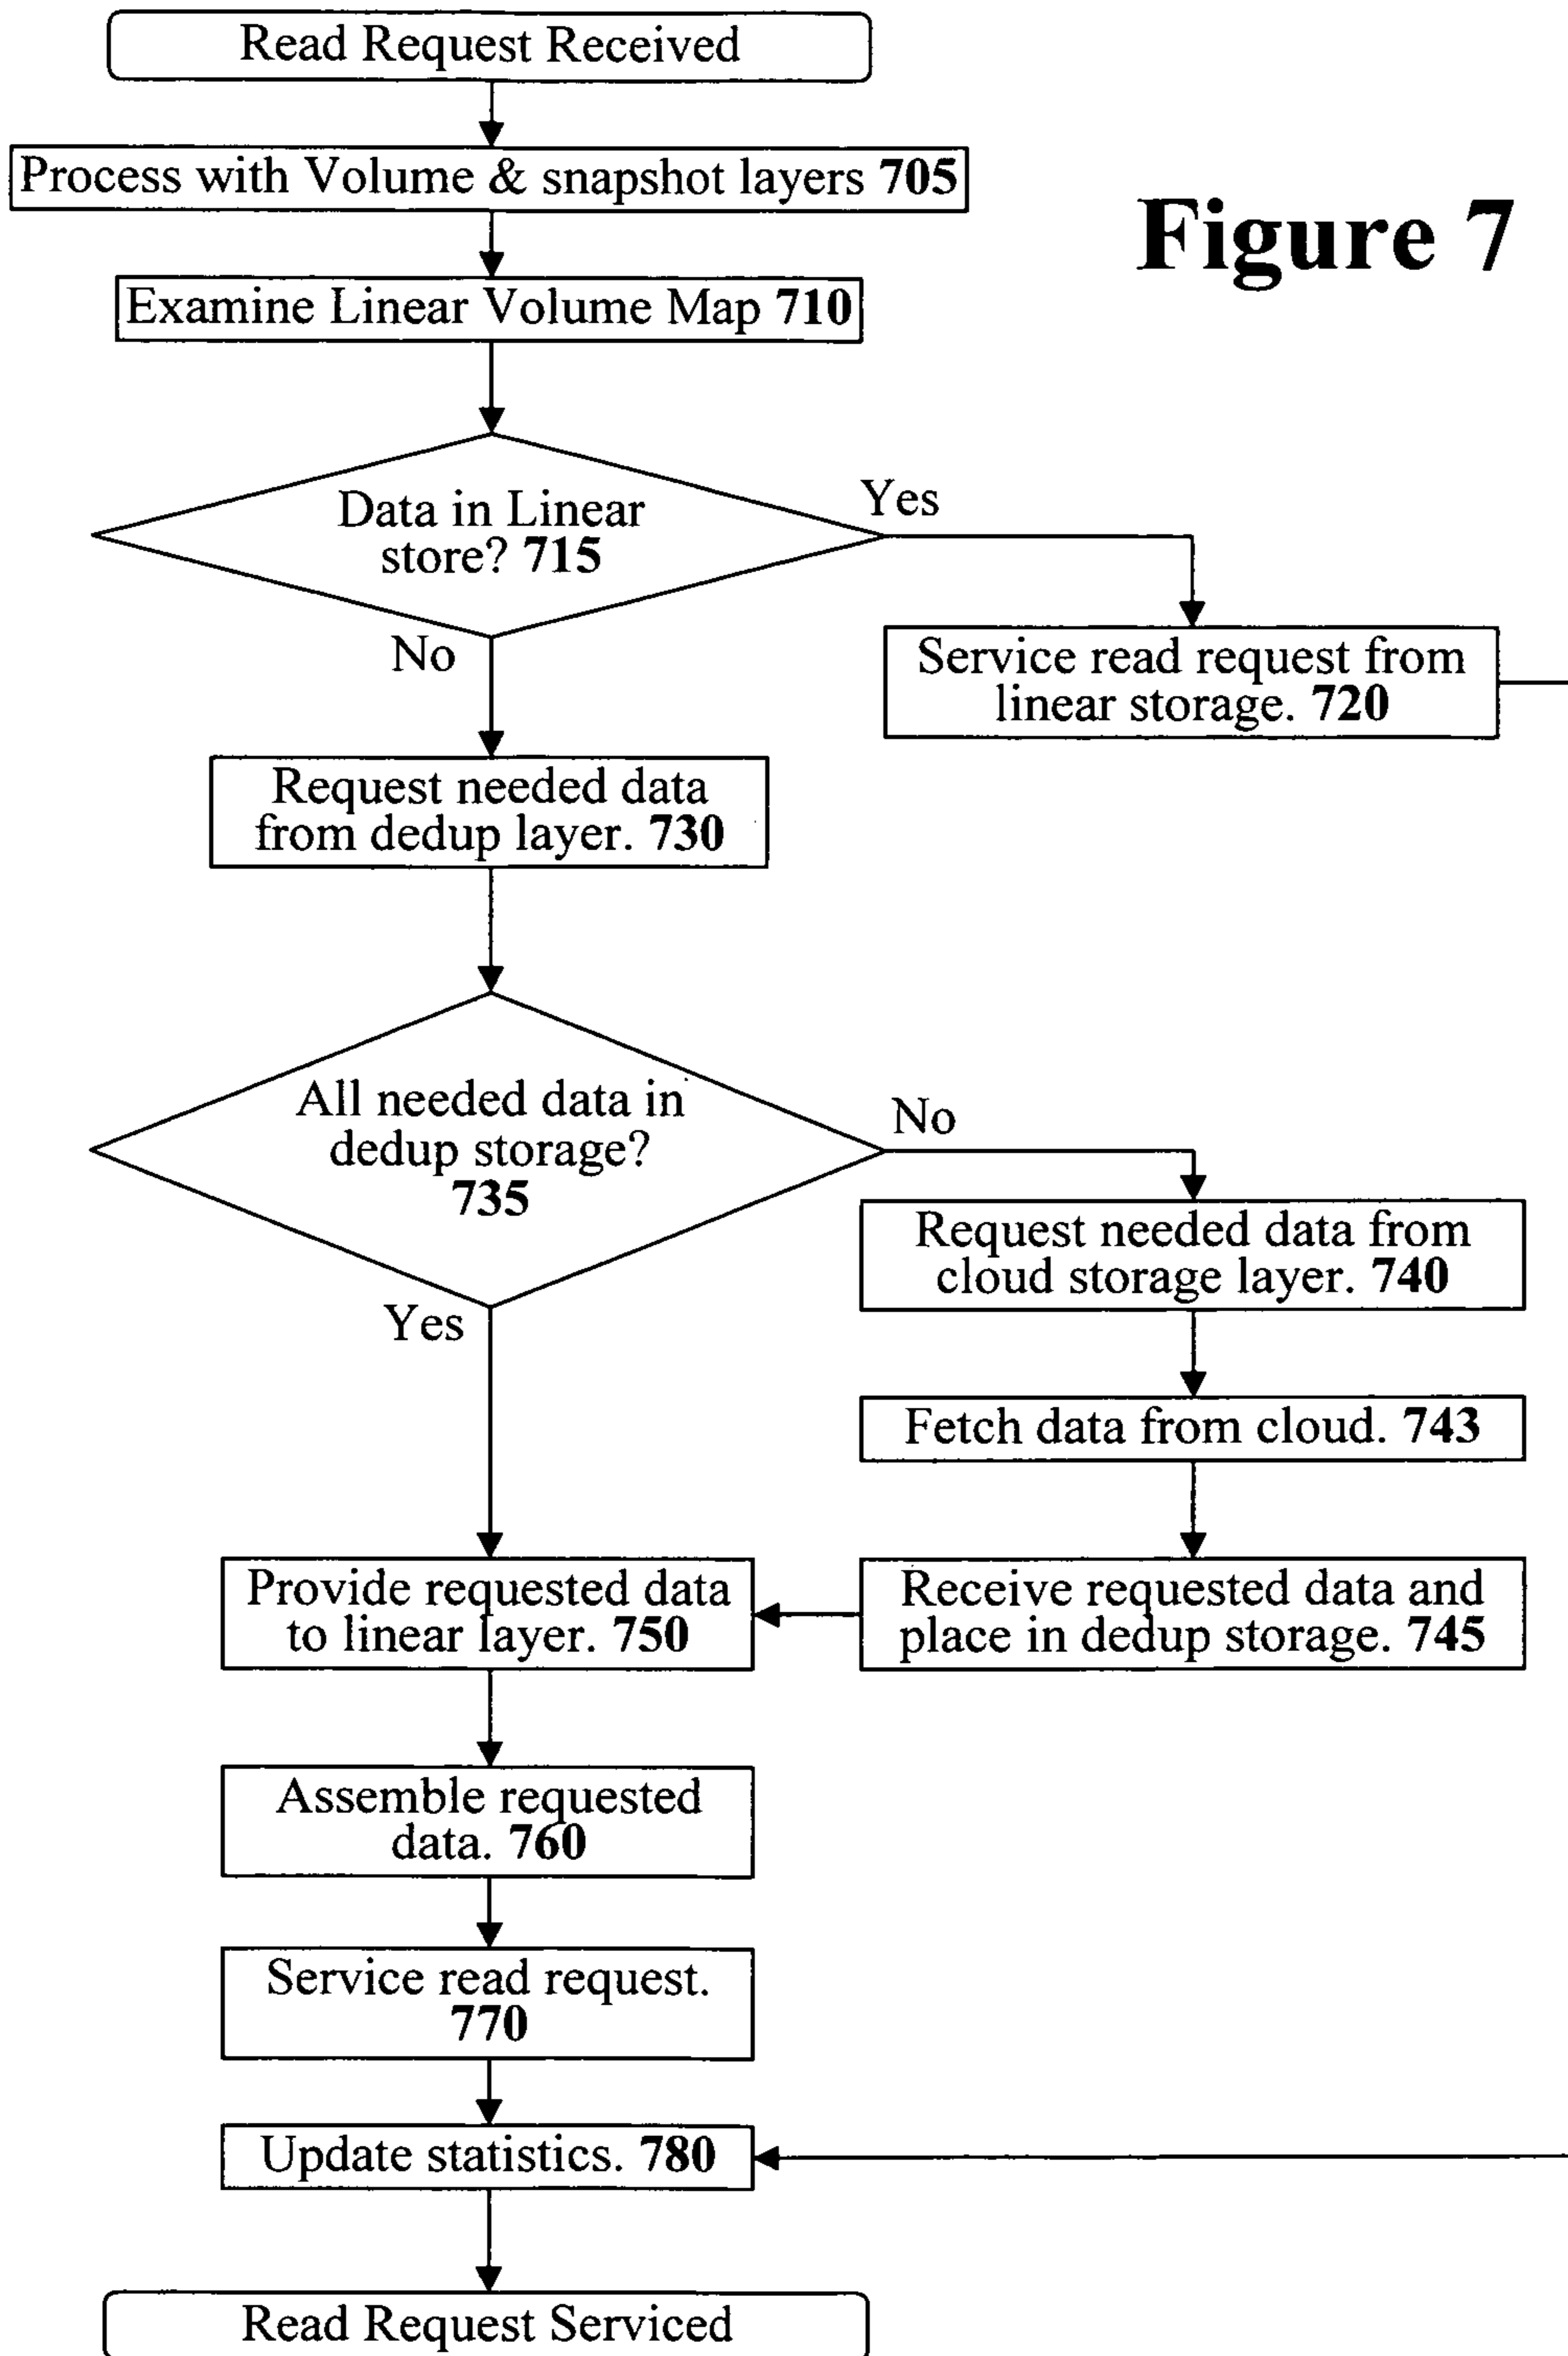 Read Request Received
Process with Volume & snapshot layers 705
Figure 7
Examine Linear Volume Map 710
Data in Linear
store? 715
Yes
No
Service read request from
linear storage. 720
Request needed data
from dedup layer. 730
All needed data in
dedup storage?
735
No
Yes
Request needed data from
cloud storage layer. 740
Fetch data from cloud. 743
Receive requested data and
place in dedup storage. 745
Provide requested data
to linear layer. 750
Assemble requested
data. 760
Service read request.
770
Update statistics. 780
Read Request Serviced